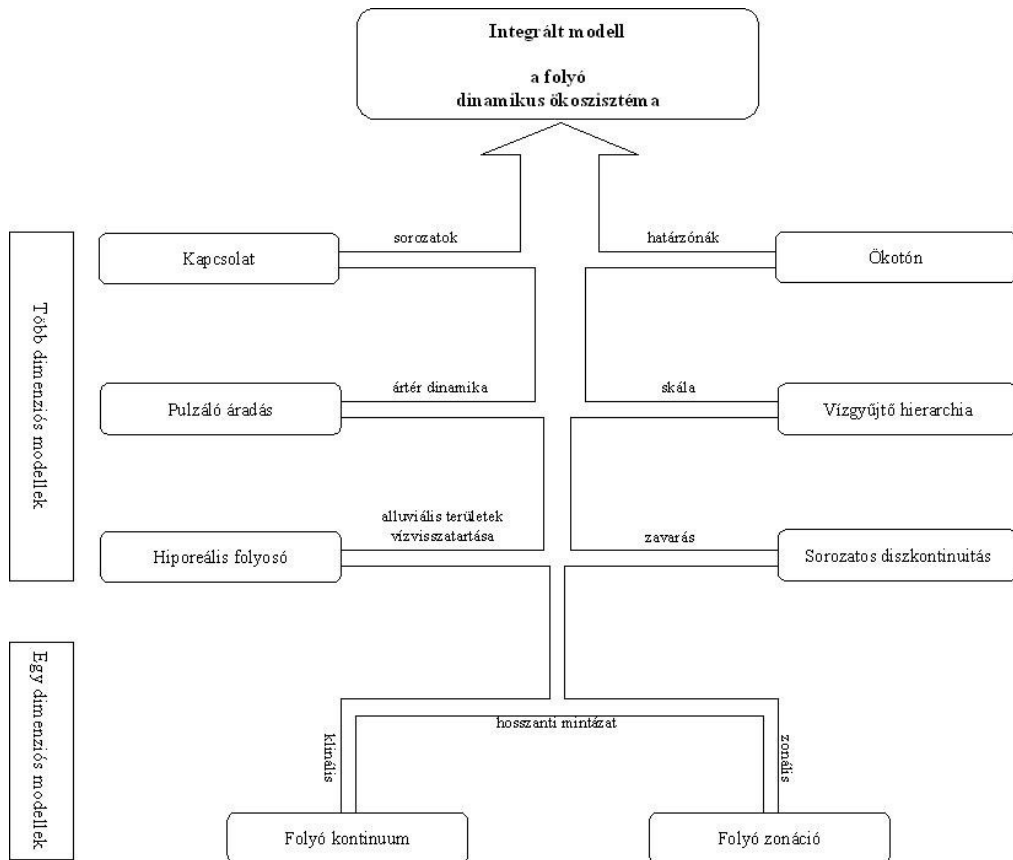 Integrált modell
a folyó
dinamikus ökoszisztéma
sorozatok
határzónák
Kapcsolat
Ökotón
Több dimenziós modellek
ártér dinamika
skála
Pulzáló áradás
Vízgyűjtő hierarchia
alluviális területek
vízvisszatartása
zavarás
Hiporeális folyosó
Sorozatos diszkontinuitás
Egy dimenziós modellek
hosszanti mintázat
klinális
zonális
Folyó kontinuum
Folyó zonáció